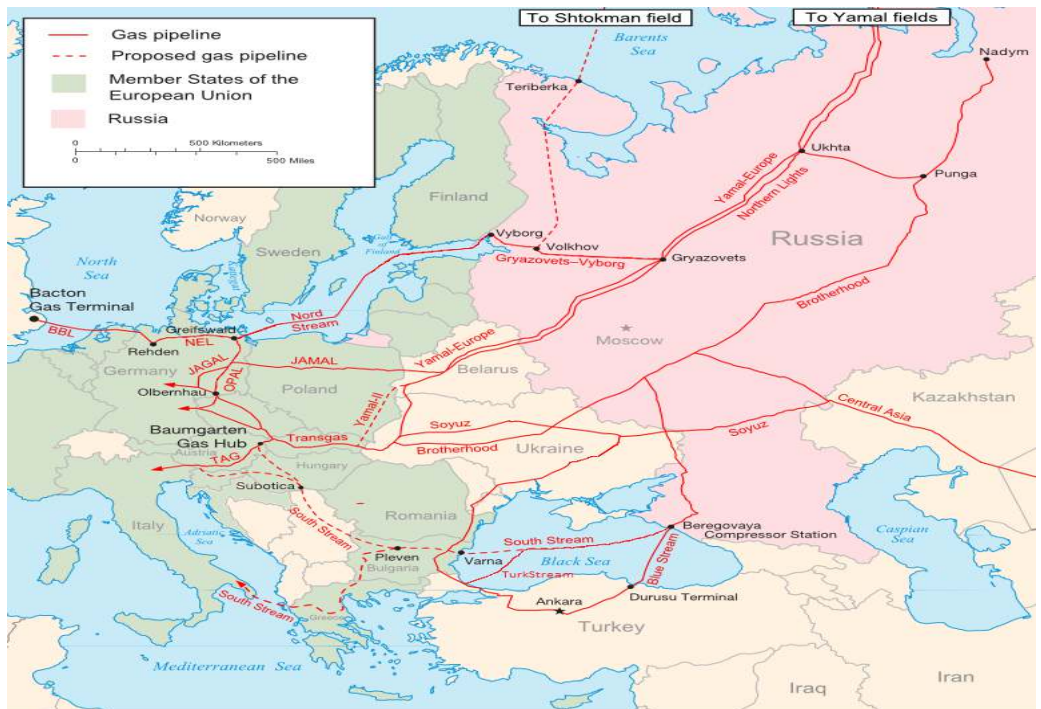 To Shtokman field
To Yamal fields
Gas pipeline
Proposed gas pipeline
Member States of the
European Union
Russia
0
500 Kilometers
0
500 Miles
Barents
Sea
Nadym
Teriberka
Ukhta
Punga
Yamal-Europe
Northern Lights
Finland
Norway
Sweden
Vyborg
Volkhov
Gulf
of
Finland
Russia
Gryazovets–Vyborg
Gryazovets
North
Sea
Kattegat
Brotherhood
Bacton
Gas Terminal
BBL
Greifswald
Nord
Stream
NEL
Rehden
Moscow
Yamal-Europe
JAGAL
JAMAL
Germany
OPAL
Poland
Belarus
Olbernhau
Yamal-II
Kazakhstan
Central Asia
Baumgarten
Gas Hub
Transgas
Soyuz
Soyuz
Brotherhood
Ukraine
Austria
TAG
Hungary
Subotica
Romania
South Stream
Italy
Adriatic
Sea
Beregovaya
Compressor Station
Caspian
Sea
South Stream
Pleven
Varna
Black Sea
Blue Stream
Bulgaria
TurkStream
South Stream
Ankara
Durusu Terminal
Greece
Turkey
Mediterranean Sea
Iraq
Iran